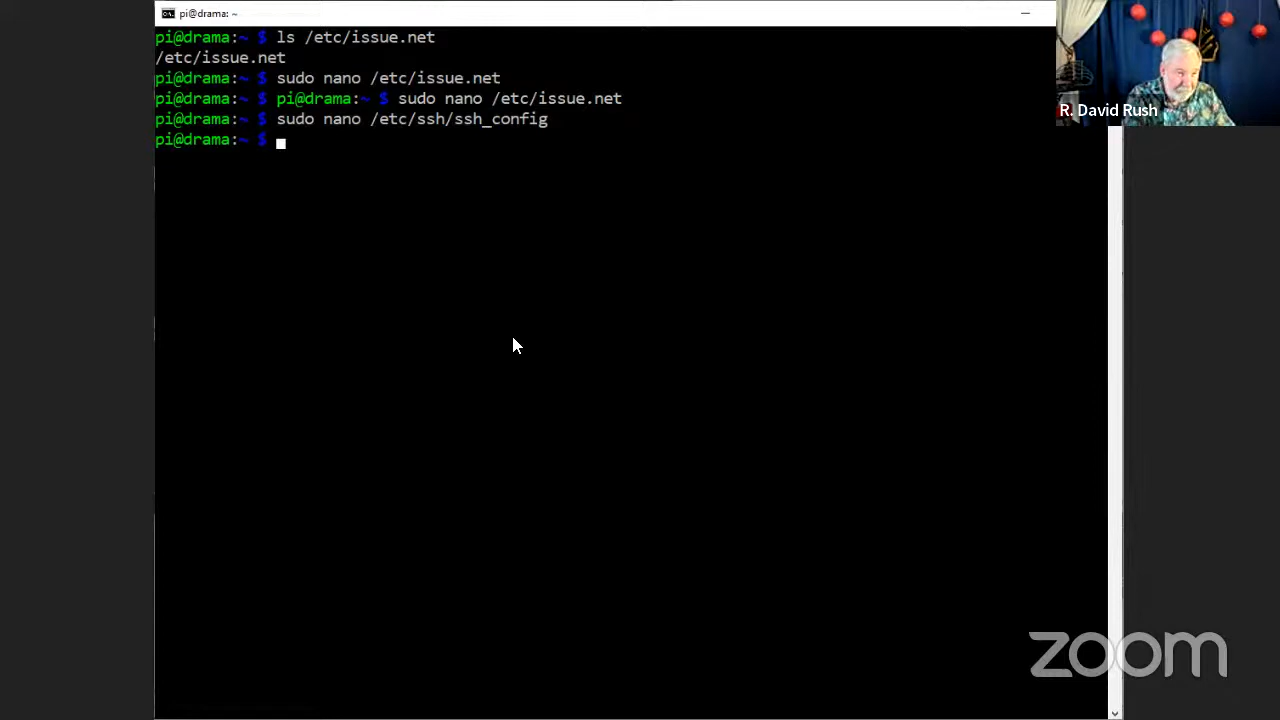 pi@drama: ~
pi@drama:~ $ ls /etc/issue.net
/etc/issue.net
pi@drama:~ $ sudo nano /etc/issue.net
pi@drama:~ $ pi@drama:~ $ sudo nano /etc/issue.net
pi@drama:~ $ sudo nano /etc/ssh/ssh_config
pi@drama:~ $
R. David Rush
zoom